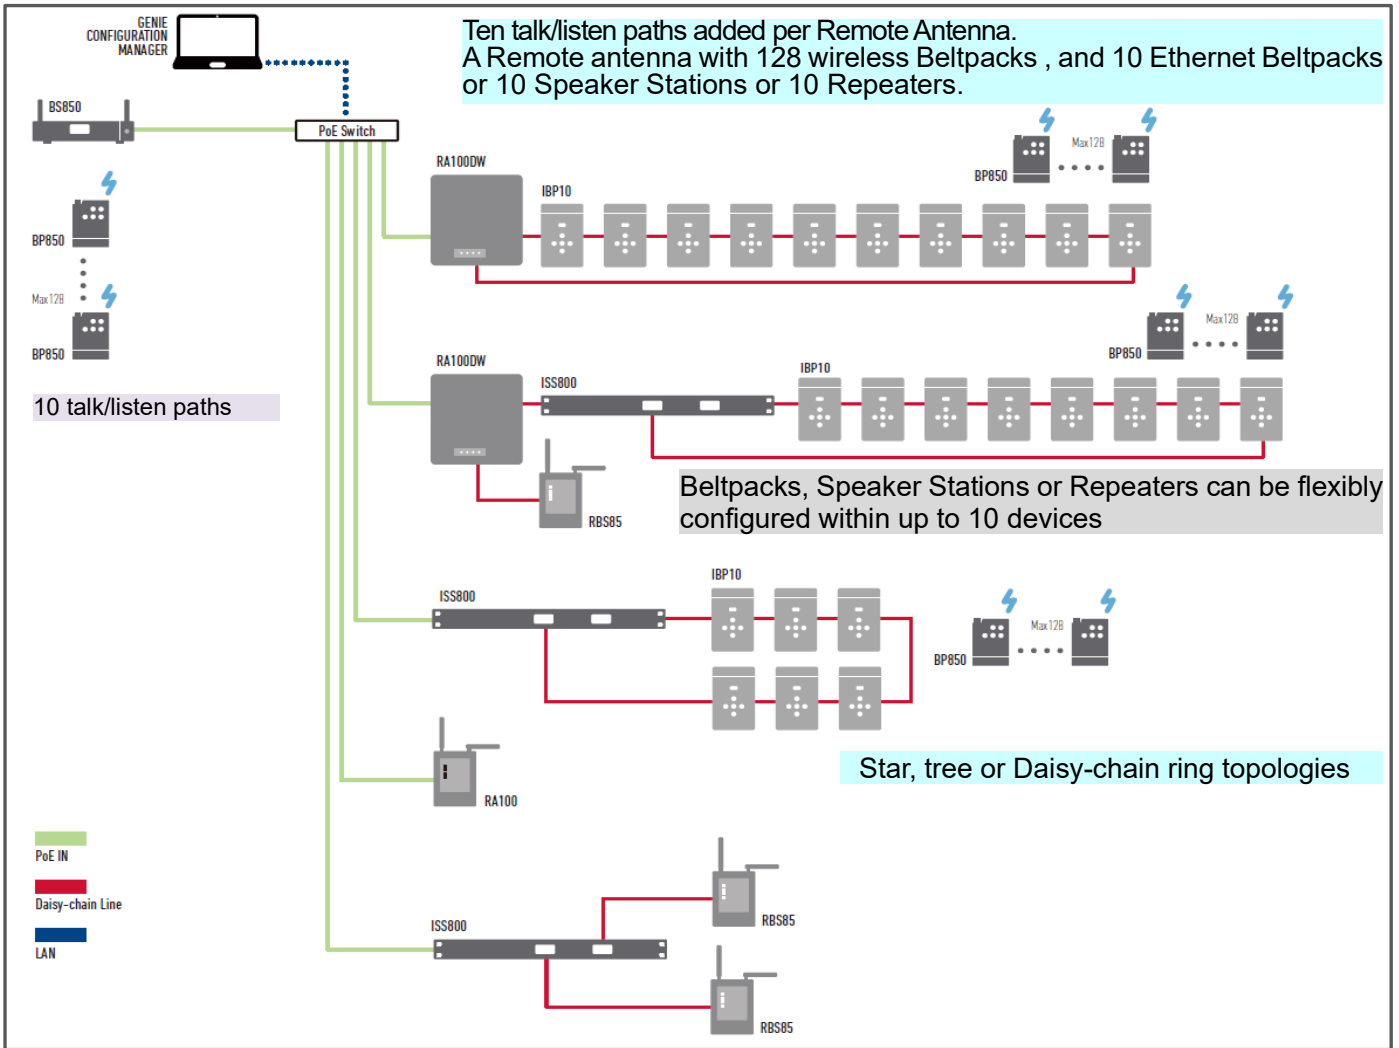 GENIE
CONFIGURATION
MANAGER
Ten talk/listen paths added per Remote Antenna.
A Remote antenna with 128 wireless Beltpacks , and 10 Ethernet Beltpacks
or 10 Speaker Stations or 10 Repeaters.
BS850
PoE Switch
RA100DW
IBP10
BP850
Max128
BP850
Max128
BP850
10 talk/listen paths
RA100DW
ISS800
IBP10
BP850
Max128
RBS85
Beltpacks, Speaker Stations or Repeaters can be flexibly
configured within up to 10 devices
ISS800
IBP10
BP850
Max128
RA100
Star, tree or Daisy-chain ring topologies
PoE IN
Daisy-chain Line
LAN
ISS800
RBS85
RBS85